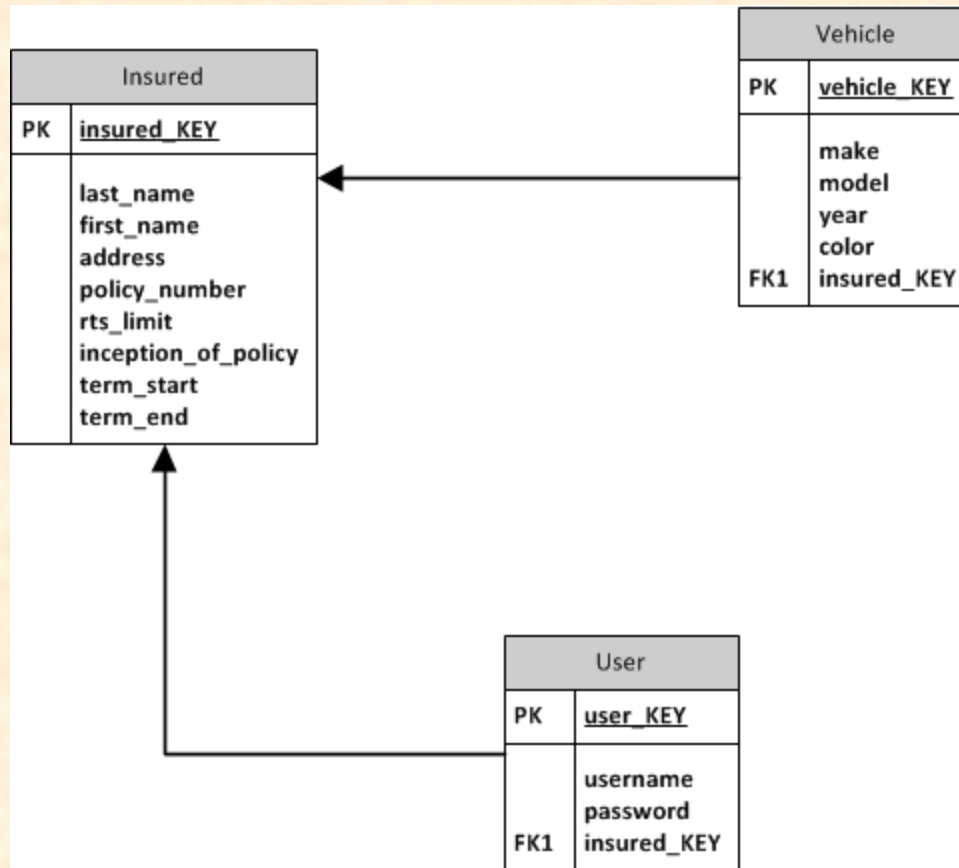 Insured
PK insured_KEY
last_name
first_name
address
policy_number
rts_limit
inception_of_policy
term_start
term_end
Vehicle
PK vehicle_KEY
make
model
year
color
FK1 insured_KEY
User
PK user_KEY
username
password
FK1 insured_KEY